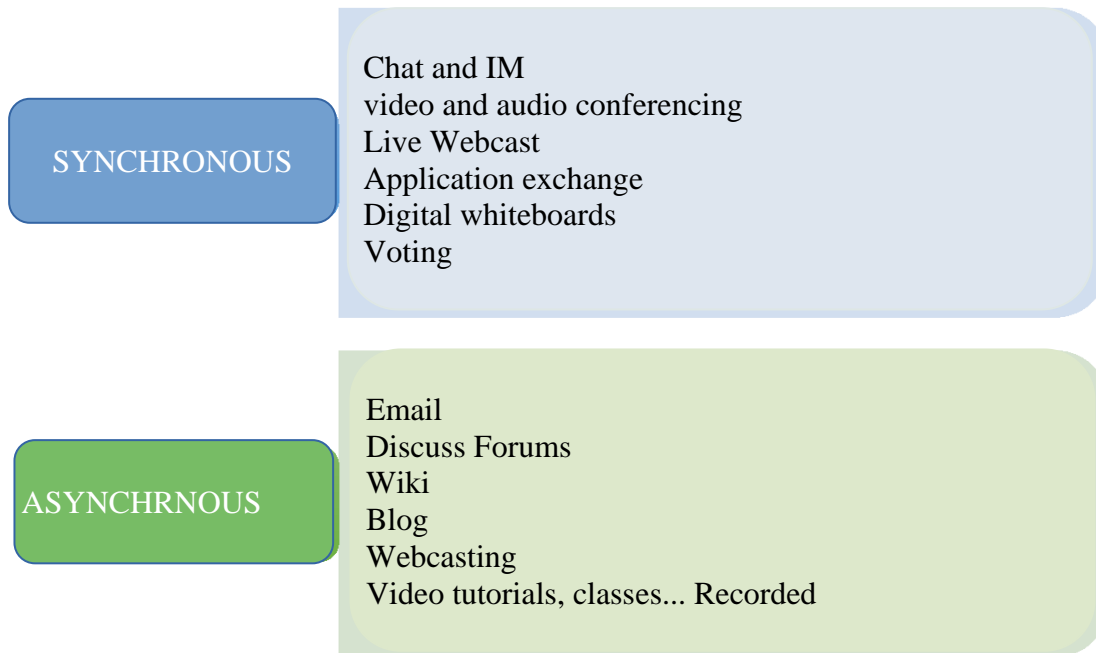 SYNCHRONOUS
Chat and IM
video and audio conferencing
Live Webcast
Application exchange
Digital whiteboards
Voting
ASYNCHRNOUS
Email
Discuss Forums
Wiki
Blog
Webcasting
Video tutorials, classes... Recorded